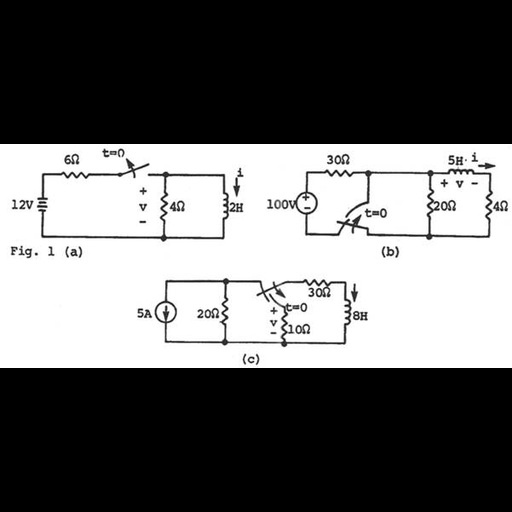 6Ω t=0 i
12V + v - 4Ω 2H
Fig. 1 (a)
30Ω 5H i
+ v -
100V + - t=0 20Ω 4Ω
(b)
30Ω
5A 20Ω t=0 + v - 10Ω 8H
(c)